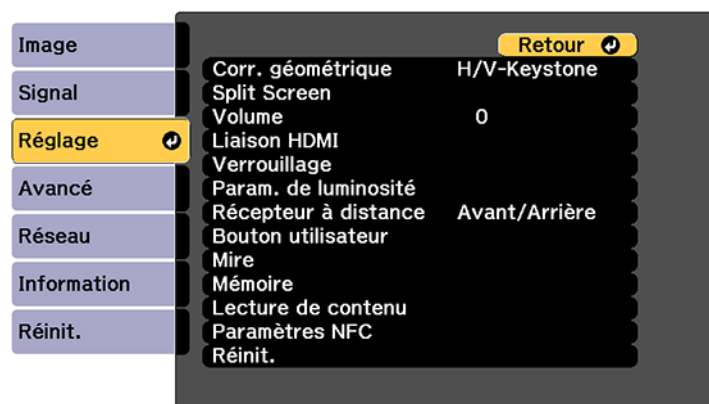 Image
Signal
Réglage
Avancé
Réseau
Information
Réinit.
Retour
Corr. géométrique H/V-Keystone
Split Screen
Volume 0
Liaison HDMI
Verrouillage
Param. de luminosité
Récepteur à distance Avant/Arrière
Bouton utilisateur
Mire
Mémoire
Lecture de contenu
Paramètres NFC
Réinit.